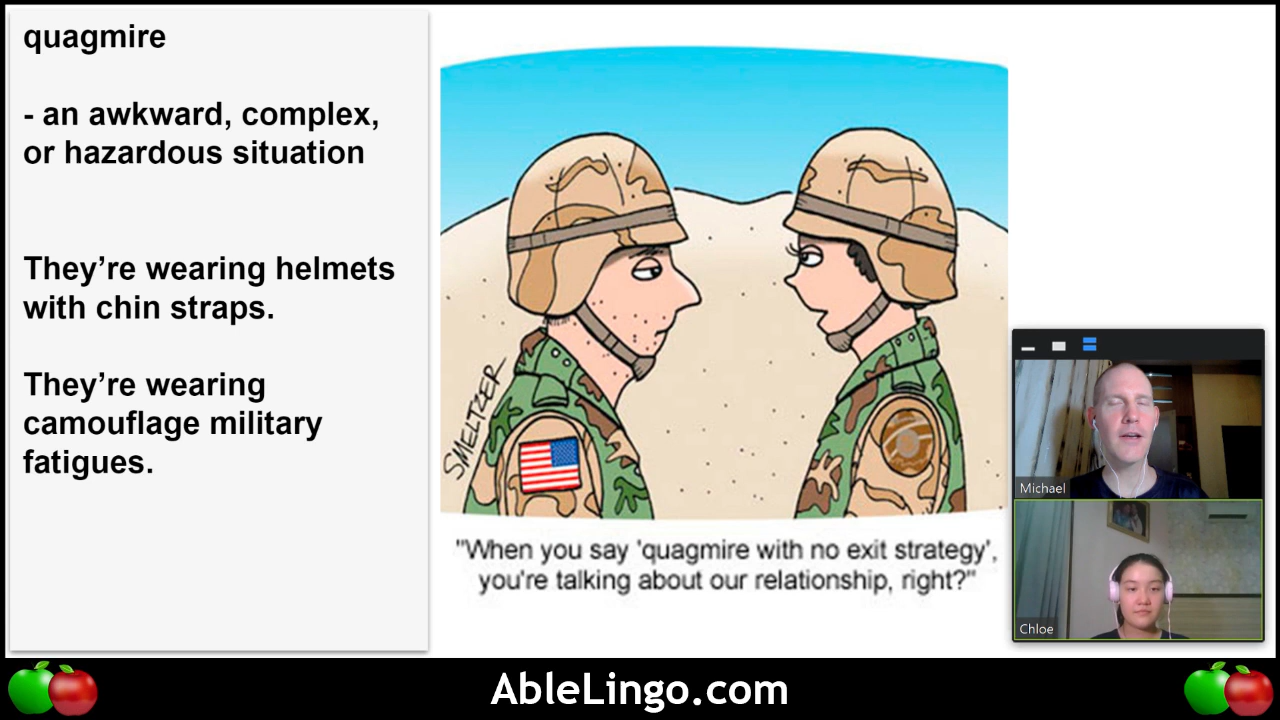 quagmire
- an awkward, complex,
or hazardous situation
They’re wearing helmets
with chin straps.
They’re wearing
camouflage military
fatigues.
SMELTZER
"When you say 'quagmire with no exit strategy',
you're talking about our relationship, right?"
Michael
Chloe
AbleLingo.com